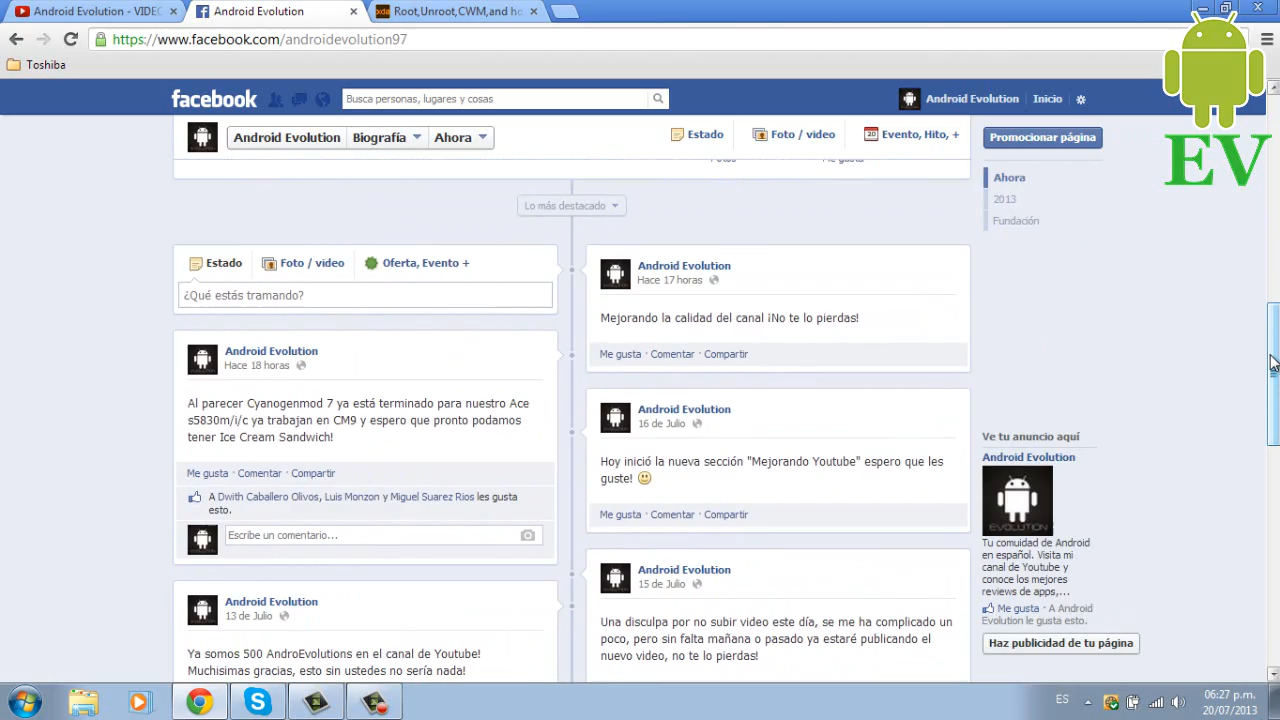 Android Evolution - VIDEO
Android Evolution
Root,Unroot,CWM,and ho
https://www.facebook.com/androidevolution97
Toshiba
facebook
Busca personas, lugares y cosas
Android Evolution
Inicio
Android Evolution
Biografía
Ahora
Estado
Foto / video
Evento, Hito, +
Promocionar página
EV
Ahora
2013
Fundación
Lo más destacado
Estado
Foto / video
Oferta, Evento +
¿Qué estás tramando?
Android Evolution
Hace 17 horas
Mejorando la calidad del canal ¡No te lo pierdas!
Me gusta · Comentar · Compartir
Android Evolution
Hace 18 horas
Al parecer Cyanogenmod 7 ya está terminado para nuestro Ace
s5830m/i/c ya trabajan en CM9 y espero que pronto podamos
tener Ice Cream Sandwich!
Me gusta · Comentar · Compartir
A Dwith Caballero Olivos, Luis Monzon y Miguel Suarez Rios les gusta
esto.
Escribe un comentario...
Android Evolution
16 de Julio
Hoy inició la nueva sección "Mejorando Youtube" espero que les
guste!
Me gusta · Comentar · Compartir
Android Evolution
13 de Julio
Ya somos 500 AndroEvolutions en el canal de Youtube!
Muchisimas gracias, esto sin ustedes no sería nada!
Android Evolution
15 de Julio
Una disculpa por no subir video este día, se me ha complicado un
poco, pero sin falta mañana o pasado ya estaré publicando el
nuevo video, no te lo pierdas!
Ve tu anuncio aquí
Android Evolution
EVOLUTION
Tu comuidad de Android
en español. Visita mi
canal de Youtube y
conoce los mejores
reviews de apps,...
Me gusta · A Android
Evolution le gusta esto.
Haz publicidad de tu página
ES
06:27 p.m.
20/07/2013